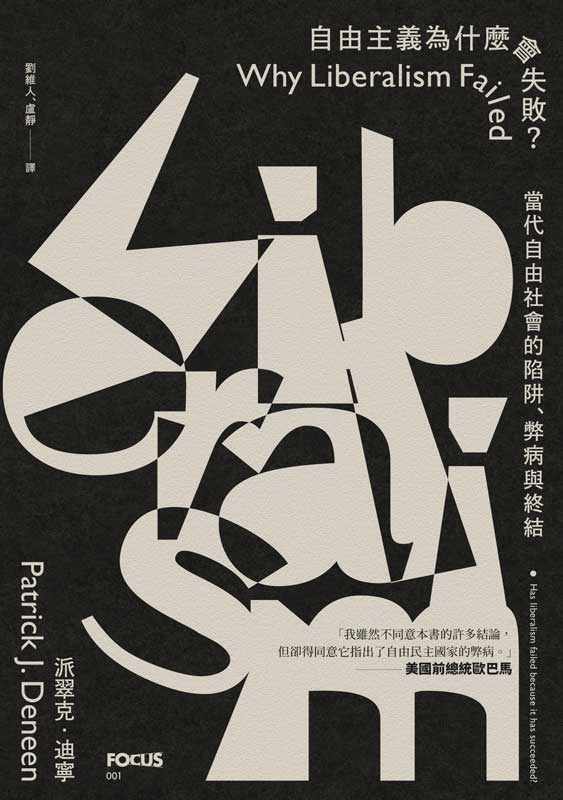 自由主義為什麼會失敗？
Why Liberalism Failed
當代自由社會的陷阱、弊病與終結
劉維人、盧靜——譯
Liberalism
● Has liberalism failed because it has succeeded?
「我雖然不同意本書的許多結論，
但卻得同意它指出了自由民主國家的弊病。」
——美國前總統歐巴馬
Patrick J. Deneen
派翠克·迪寧
FOCUS
001